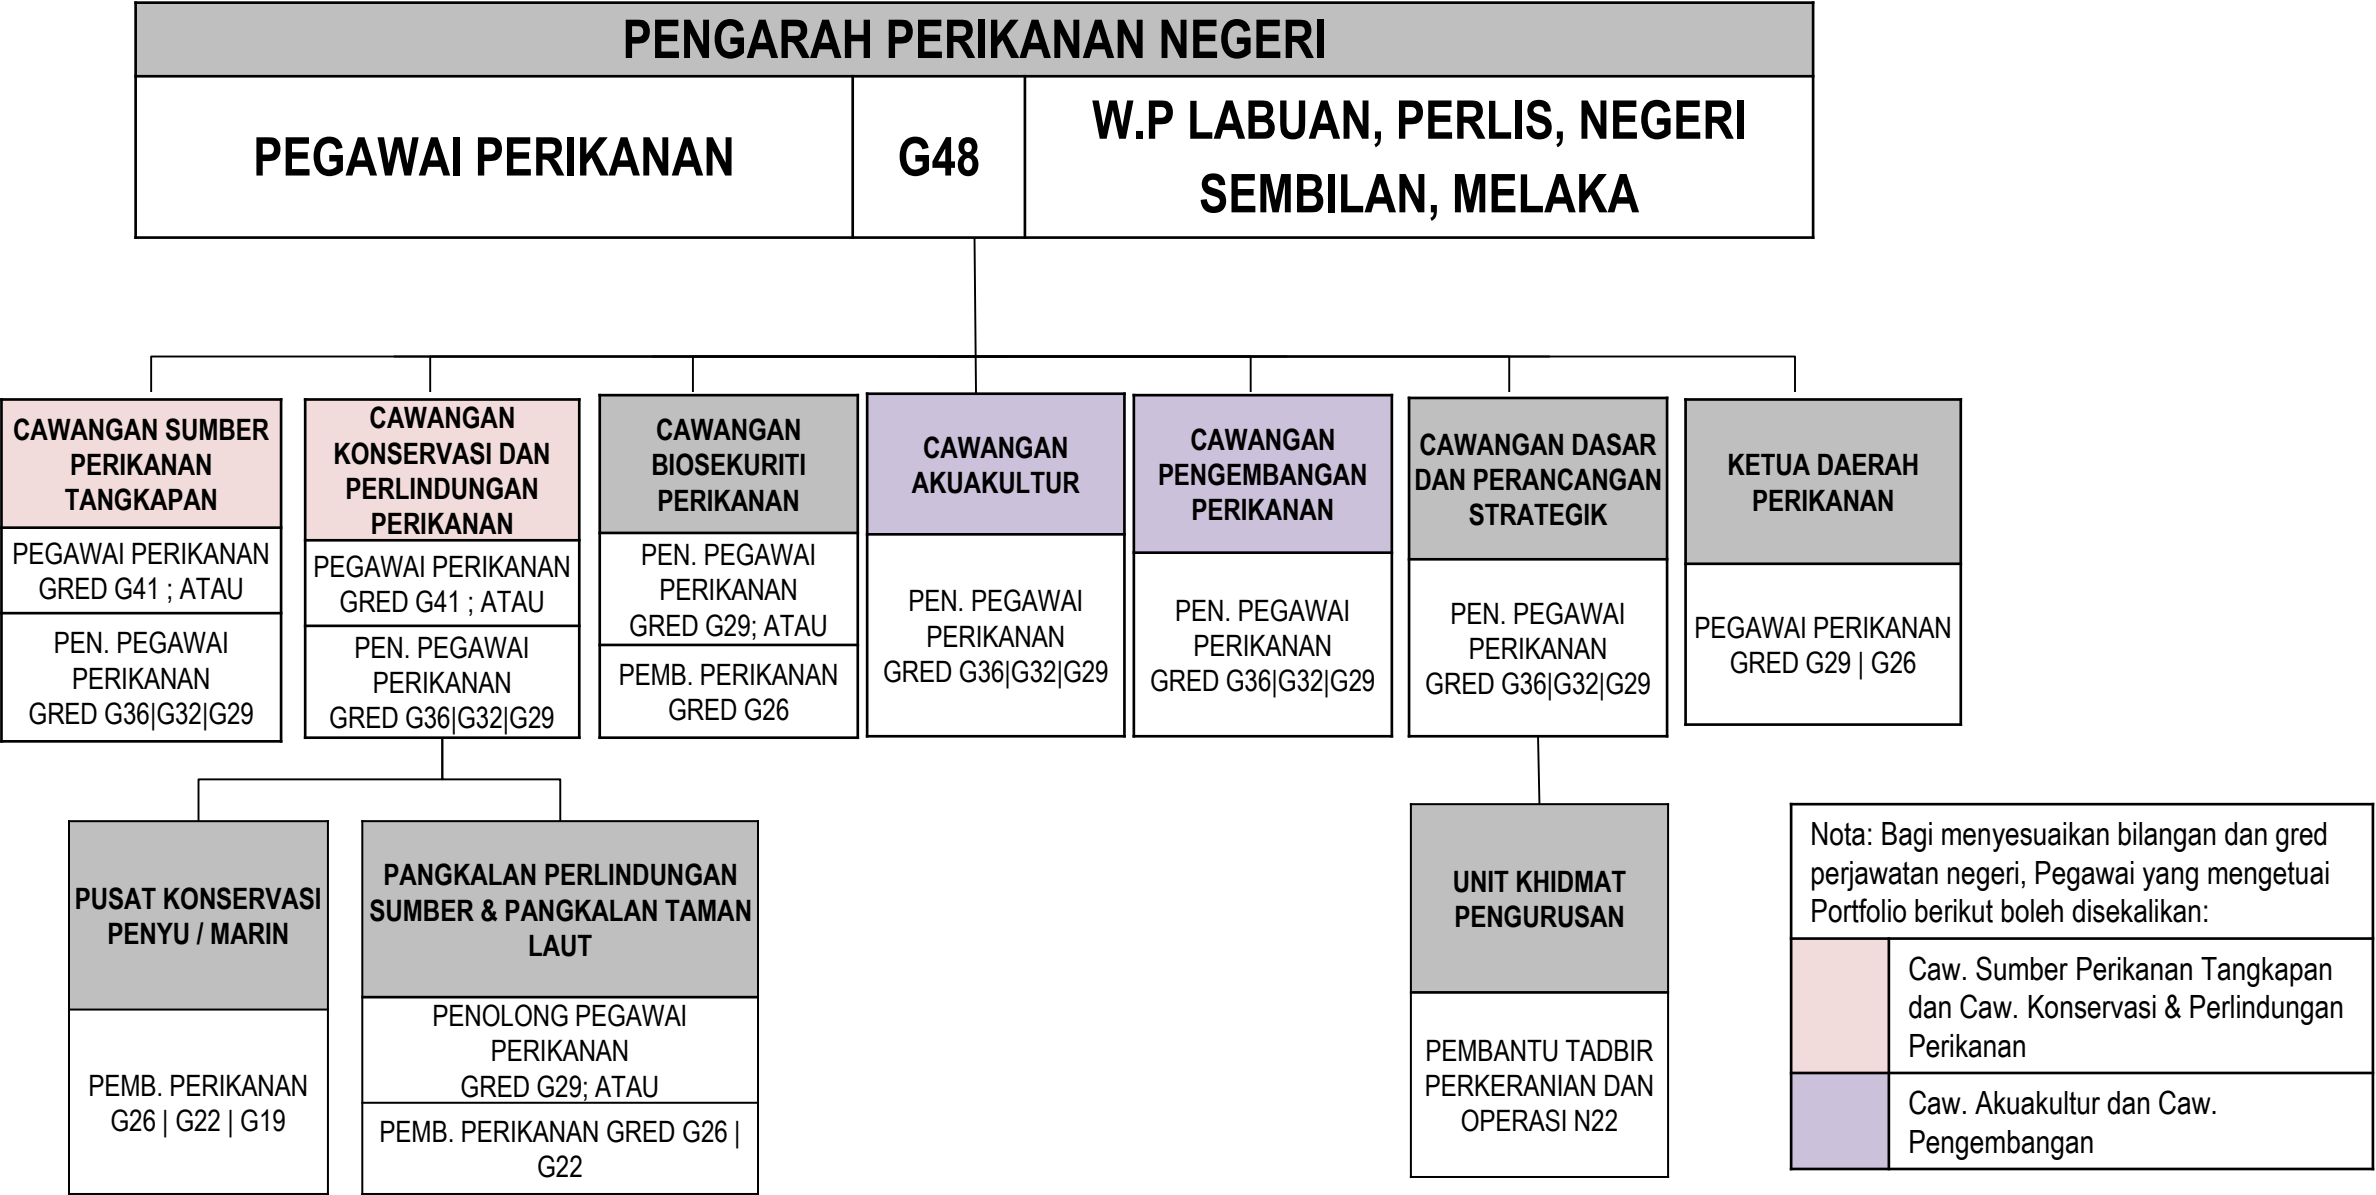 PENGARAH PERIKANAN NEGERI
PEGAWAI PERIKANAN
G48
W.P LABUAN, PERLIS, NEGERI
SEMBILAN, MELAKA
CAWANGAN SUMBER
PERIKANAN
TANGKAPAN
PEGAWAI PERIKANAN
GRED G41 ; ATAU
PEN. PEGAWAI
PERIKANAN
GRED G36|G32|G29
CAWANGAN
KONSERVASI DAN
PERLINDUNGAN
PERIKANAN
PEGAWAI PERIKANAN
GRED G41 ; ATAU
PEN. PEGAWAI
PERIKANAN
GRED G36|G32|G29
CAWANGAN
BIOSEKURITI
PERIKANAN
PEN. PEGAWAI
PERIKANAN
GRED G29; ATAU
PEMB. PERIKANAN
GRED G26
CAWANGAN
AKUAKULTUR
PEN. PEGAWAI
PERIKANAN
GRED G36|G32|G29
CAWANGAN
PENGEMBANGAN
PERIKANAN
PEN. PEGAWAI
PERIKANAN
GRED G36|G32|G29
CAWANGAN DASAR
DAN PERANCANGAN
STRATEGIK
PEN. PEGAWAI
PERIKANAN
GRED G36|G32|G29
KETUA DAERAH
PERIKANAN
PEGAWAI PERIKANAN
GRED G29 | G26
PUSAT KONSERVASI
PENYU / MARIN
PEMB. PERIKANAN
G26 | G22 | G19
PANGKALAN PERLINDUNGAN
SUMBER & PANGKALAN TAMAN
LAUT
PENOLONG PEGAWAI
PERIKANAN
GRED G29; ATAU
PEMB. PERIKANAN GRED G26 |
G22
UNIT KHIDMAT
PENGURUSAN
PEMBANTU TADBIR
PERKERANIAN DAN
OPERASI N22
Nota: Bagi menyesuaikan bilangan dan gred
perjawatan negeri, Pegawai yang mengetuai
Portfolio berikut boleh disekalikan:
Caw. Sumber Perikanan Tangkapan
dan Caw. Konservasi & Perlindungan
Perikanan
Caw. Akuakultur dan Caw.
Pengembangan